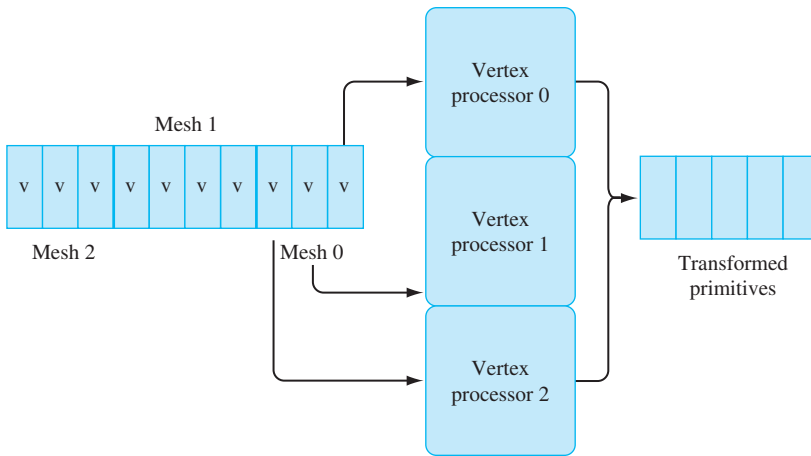 Vertex
processor 0
Mesh 1
v v v v v v v v v v
Vertex
processor 1
Mesh 2
Mesh 0
Transformed
primitives
Vertex
processor 2